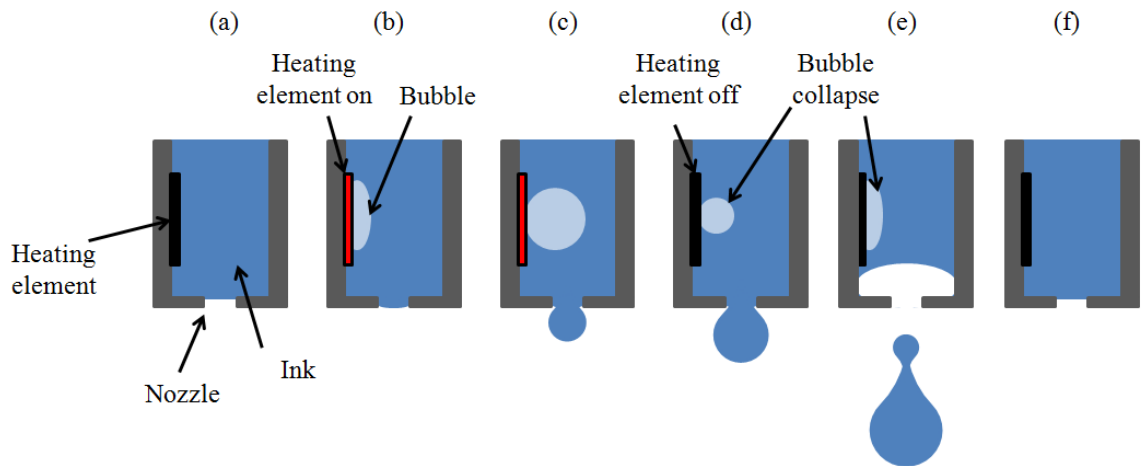 (a)
(b)
(c)
(d)
(e)
(f)
Heating
element on
Bubble
Heating
element off
Bubble
collapse
Heating
element
Ink
Nozzle